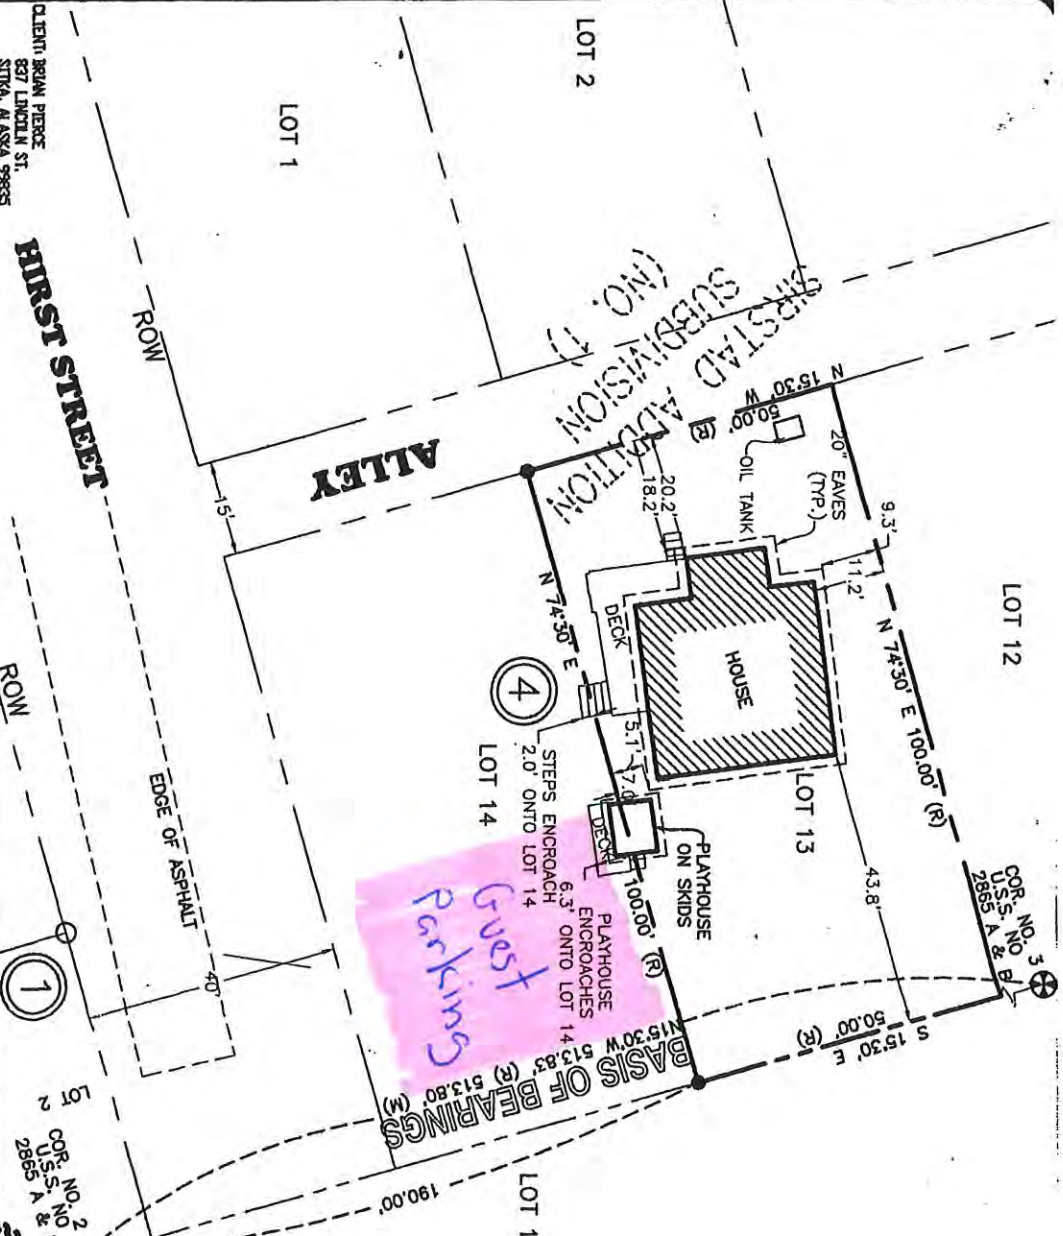 CLIENT: BRIAN PIERCE
837 LINCOLN ST.
SITKA, ALASKA 99835
LOT 1
LOT 2
HIRST STREET
ROW
ALLEY
15'
SIRSTAD ADDITION
SUBDIVISION
(NO. 1)
N 15°30' W
50.00' (R)
OIL TANK
20" EAVES
(TYP.)
20.2'
18.2'
9.3'
11.2'
LOT 12
N 74°30' E 100.00' (R)
HOUSE
DECK
LOT 13
43.8'
COR. NO. 3
U.S.S. NO
2865 A & B
S 15°30' E
50.00' (R)
N 74°30' E
100.00' (R)
5.1'
7.0'
4
STEPS ENCROACH
2.0' ONTO LOT 14
LOT 14
DECK
PLAYHOUSE
ON SKIDS
PLAYHOUSE
ENCROACHES
6.3' ONTO LOT 14
Guest
Parking
N15°30'W 513.83' (R) 513.80' (M)
BASIS OF BEARINGS
190.00'
LOT 1
EDGE OF ASPHALT
40'
ROW
1
LOT 2
COR. NO. 2
U.S.S. NO
2865 A &